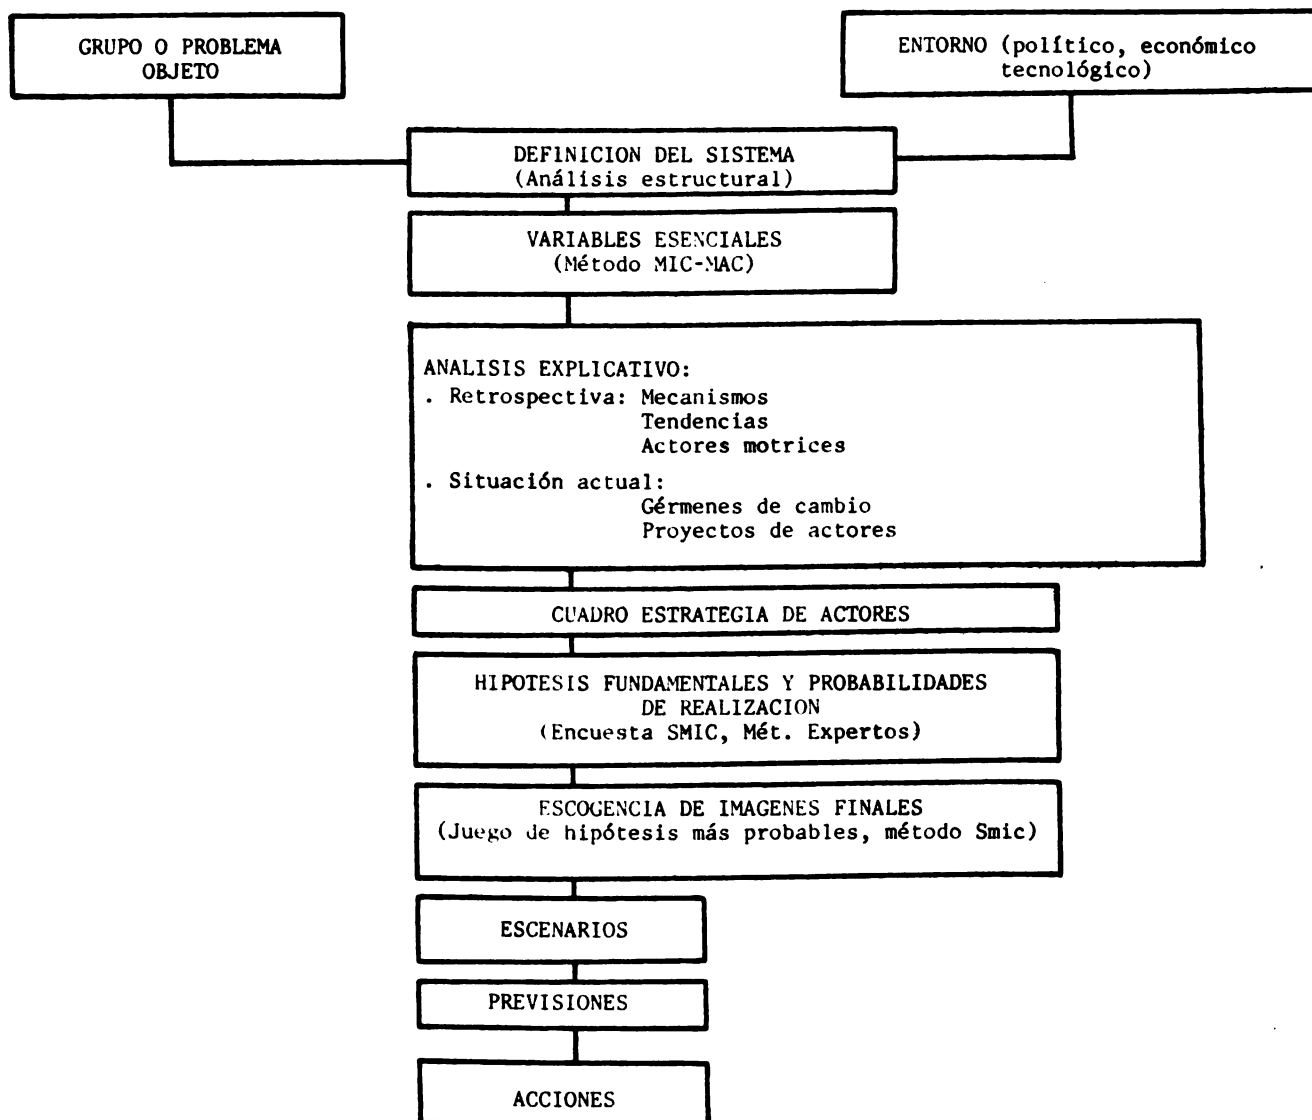 GRUPO O PROBLEMA
OBJETO
ENTORNO (político, económico
tecnológico)
DEFINICION DEL SISTEMA
(Análisis estructural)
VARIABLES ESENCIALES
(Método MIC-MAC)
ANALISIS EXPLICATIVO:
. Retrospectiva: Mecanismos
Tendencias
Actores motrices
. Situación actual:
Gérmenes de cambio
Proyectos de actores
CUADRO ESTRATEGIA DE ACTORES
HIPOTESIS FUNDAMENTALES Y PROBABILIDADES
DE REALIZACION
(Encuesta SMIC, Mét. Expertos)
ESCOGENCIA DE IMAGENES FINALES
(Juego de hipótesis más probables, método Smic)
ESCENARIOS
PREVISIONES
ACCIONES